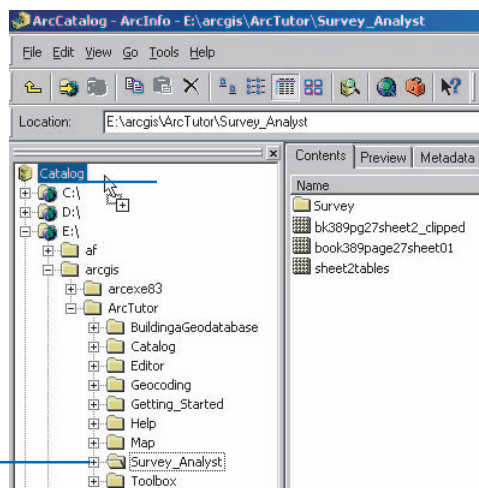 ArcCatalog - ArcInfo - E:\arcgis\ArcTutor\Survey_Analyst
File Edit View Go Tools Help
Location: E:\arcgis\ArcTutor\Survey_Analyst
Catalog
C:\
D:\
E:\
af
arcgis
arcexe83
ArcTutor
BuildingaGeodatabase
Catalog
Editor
Geocoding
Getting_Started
Help
Map
Survey_Analyst
Toolbox
Contents Preview Metadata
Name
Survey
bk389pg27sheet2_clipped
book389page27sheet01
sheet2tables